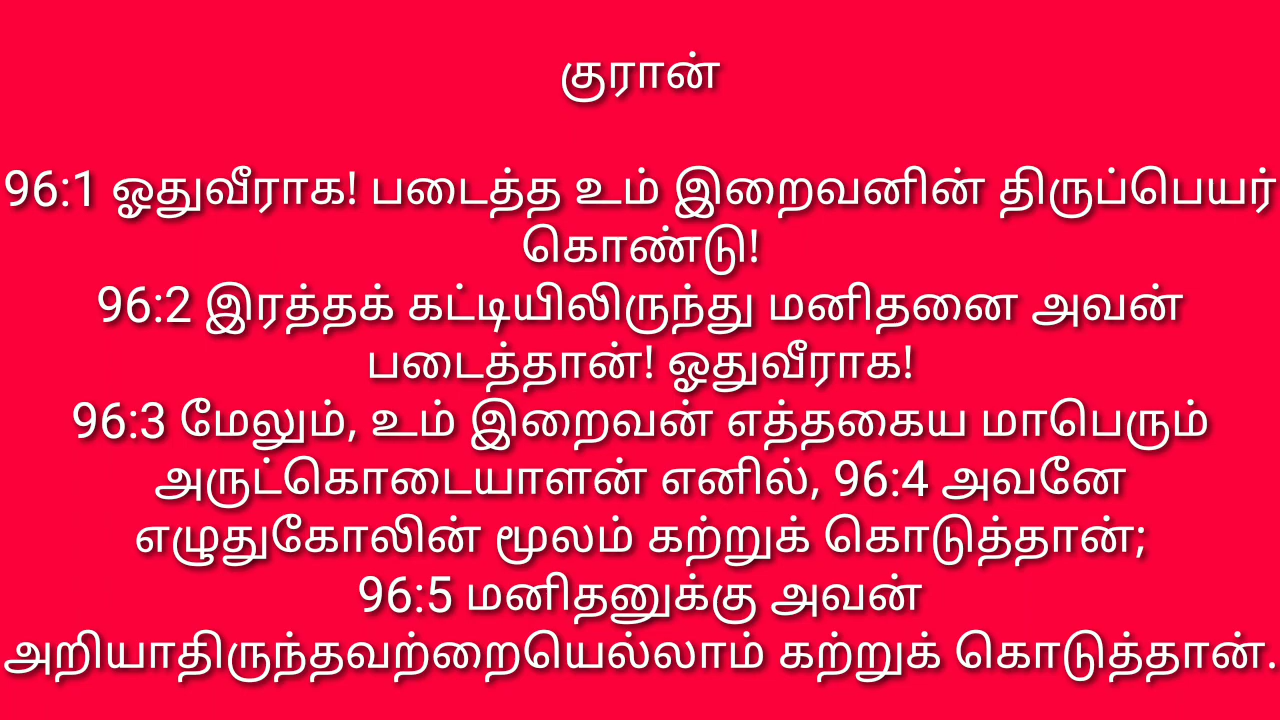 குரான்
96:1 ஓதுவீராக! படைத்த உம் இறைவனின் திருப்பெயர்
கொண்டு!
96:2 இரத்தக் கட்டியிலிருந்து மனிதனை அவன்
படைத்தான்! ஓதுவீராக!
96:3 மேலும், உம் இறைவன் எத்தகைய மாபெரும்
அருட்கொடையாளன் எனில், 96:4 அவனே
எழுதுகோலின் மூலம் கற்றுக் கொடுத்தான்;
96:5 மனிதனுக்கு அவன்
அறியாதிருந்தவற்றையெல்லாம் கற்றுக் கொடுத்தான்.